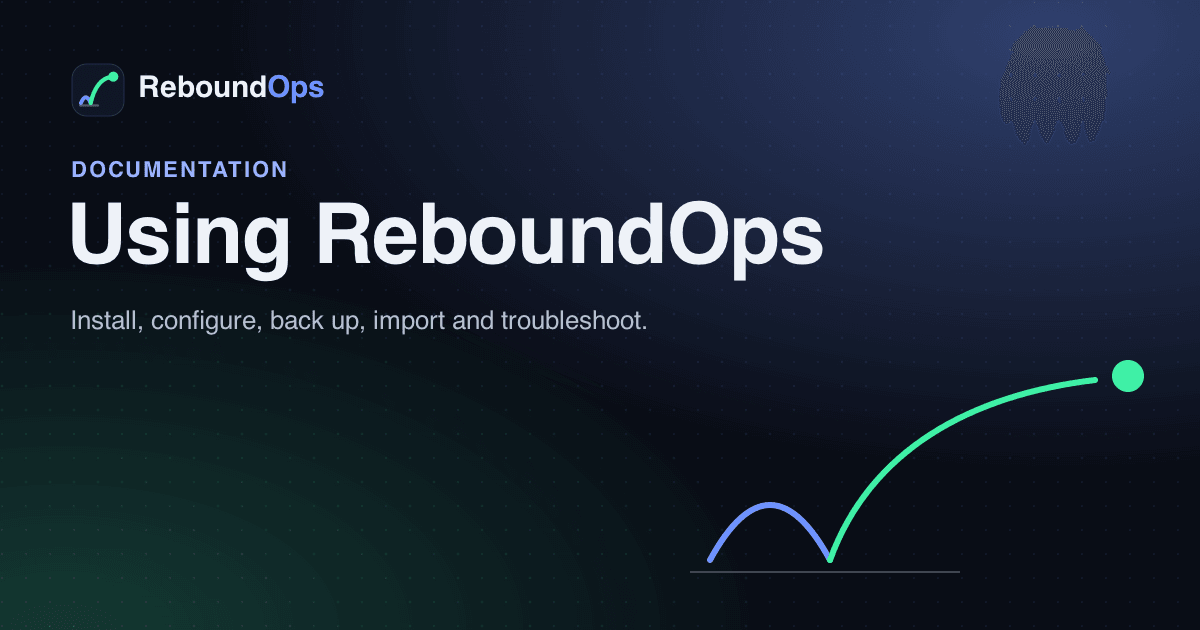 ReboundOps
DOCUMENTATION
Using ReboundOps
Install, configure, back up, import and troubleshoot.